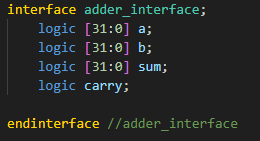 interface adder_interface;
logic [31:0] a;
logic [31:0] b;
logic [31:0] sum;
logic carry;
endinterface //adder_interface